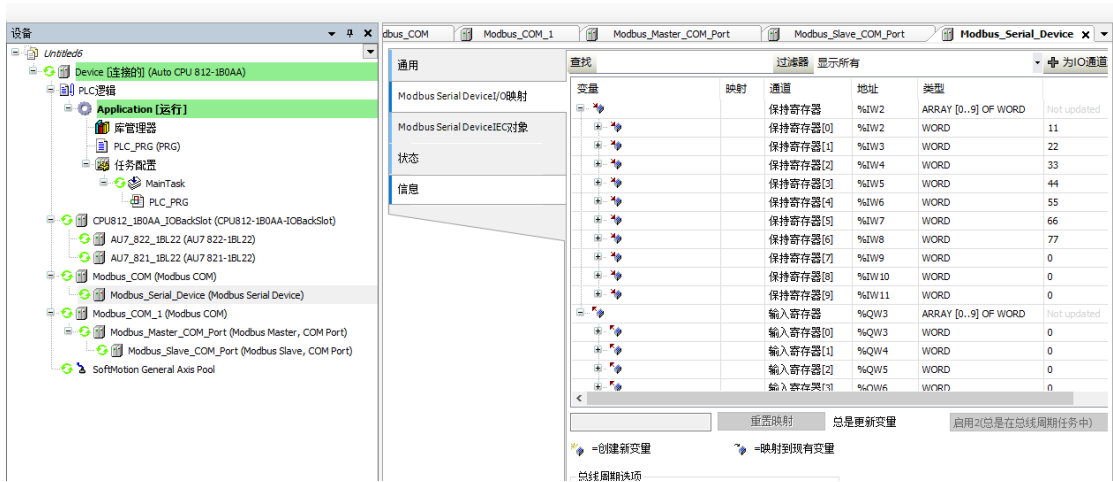 设备
Untitled6
Device [连接的] (Auto CPU 812-1B0AA)
PLC逻辑
Application [运行]
库管理器
PLC_PRG (PRG)
任务配置
MainTask
PLC_PRG
CPU812_1B0AA_IOBackSlot (CPU812-1B0AA-IOBackSlot)
AU7_822_1BL22 (AU7 822-1BL22)
AU7_821_1BL22 (AU7 821-1BL22)
Modbus_COM (Modbus COM)
Modbus_Serial_Device (Modbus Serial Device)
Modbus_COM_1 (Modbus COM)
Modbus_Master_COM_Port (Modbus Master, COM Port)
Modbus_Slave_COM_Port (Modbus Slave, COM Port)
SoftMotion General Axis Pool
dbus_COM Modbus_COM_1 Modbus_Master_COM_Port Modbus_Slave_COM_Port Modbus_Serial_Device
通用
Modbus Serial DeviceI/O映射
Modbus Serial DeviceIEC对象
状态
信息
查找 过滤器 显示所有 为IO通道
变量 映射 通道 地址 类型
保持寄存器 %IW2 ARRAY [0..9] OF WORD Not updated
保持寄存器[0] %IW2 WORD 11
保持寄存器[1] %IW3 WORD 22
保持寄存器[2] %IW4 WORD 33
保持寄存器[3] %IW5 WORD 44
保持寄存器[4] %IW6 WORD 55
保持寄存器[5] %IW7 WORD 66
保持寄存器[6] %IW8 WORD 77
保持寄存器[7] %IW9 WORD 0
保持寄存器[8] %IW10 WORD 0
保持寄存器[9] %IW11 WORD 0
输入寄存器 %QW3 ARRAY [0..9] OF WORD Not updated
输入寄存器[0] %QW3 WORD 0
输入寄存器[1] %QW4 WORD 0
输入寄存器[2] %QW5 WORD 0
输入寄存器[3] %QW6 WORD 0
重置映射 总是更新变量 启用2(总是在总线周期任务中)
=创建新变量 =映射到现有变量
总线周期选项